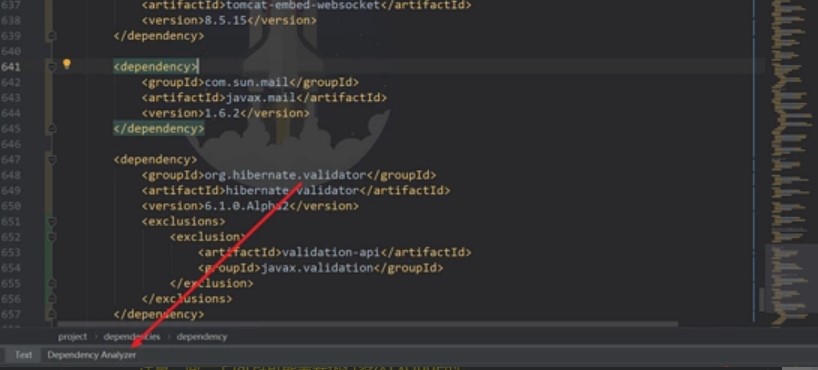 637 <artifactId>tomcat-embed-websocket</artifactId>
638 <version>8.5.15</version>
639 </dependency>
640
641 <dependency>
642 <groupId>com.sun.mail</groupId>
643 <artifactId>javax.mail</artifactId>
644 <version>1.6.2</version>
645 </dependency>
646
647 <dependency>
648 <groupId>org.hibernate.validator</groupId>
649 <artifactId>hibernate-validator</artifactId>
650 <version>6.1.0.Alpha2</version>
651 <exclusions>
652 <exclusion>
653 <artifactId>validation-api</artifactId>
654 <groupId>javax.validation</groupId>
655 </exclusion>
656 </exclusions>
657 </dependency>
project › dependencies › dependency
Text Dependency Analyzer